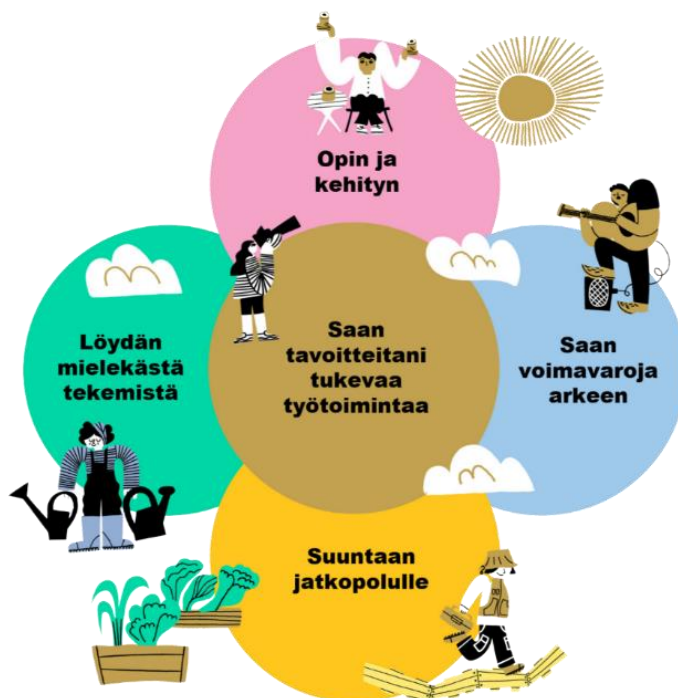 Opin ja
kehityn
Löydän
mielekästä
tekemistä
Saan
tavoitteitani
tukevaa
työtoimintaa
Saan
voimavaroja
arkeen
Suuntaan
jatkopolulle